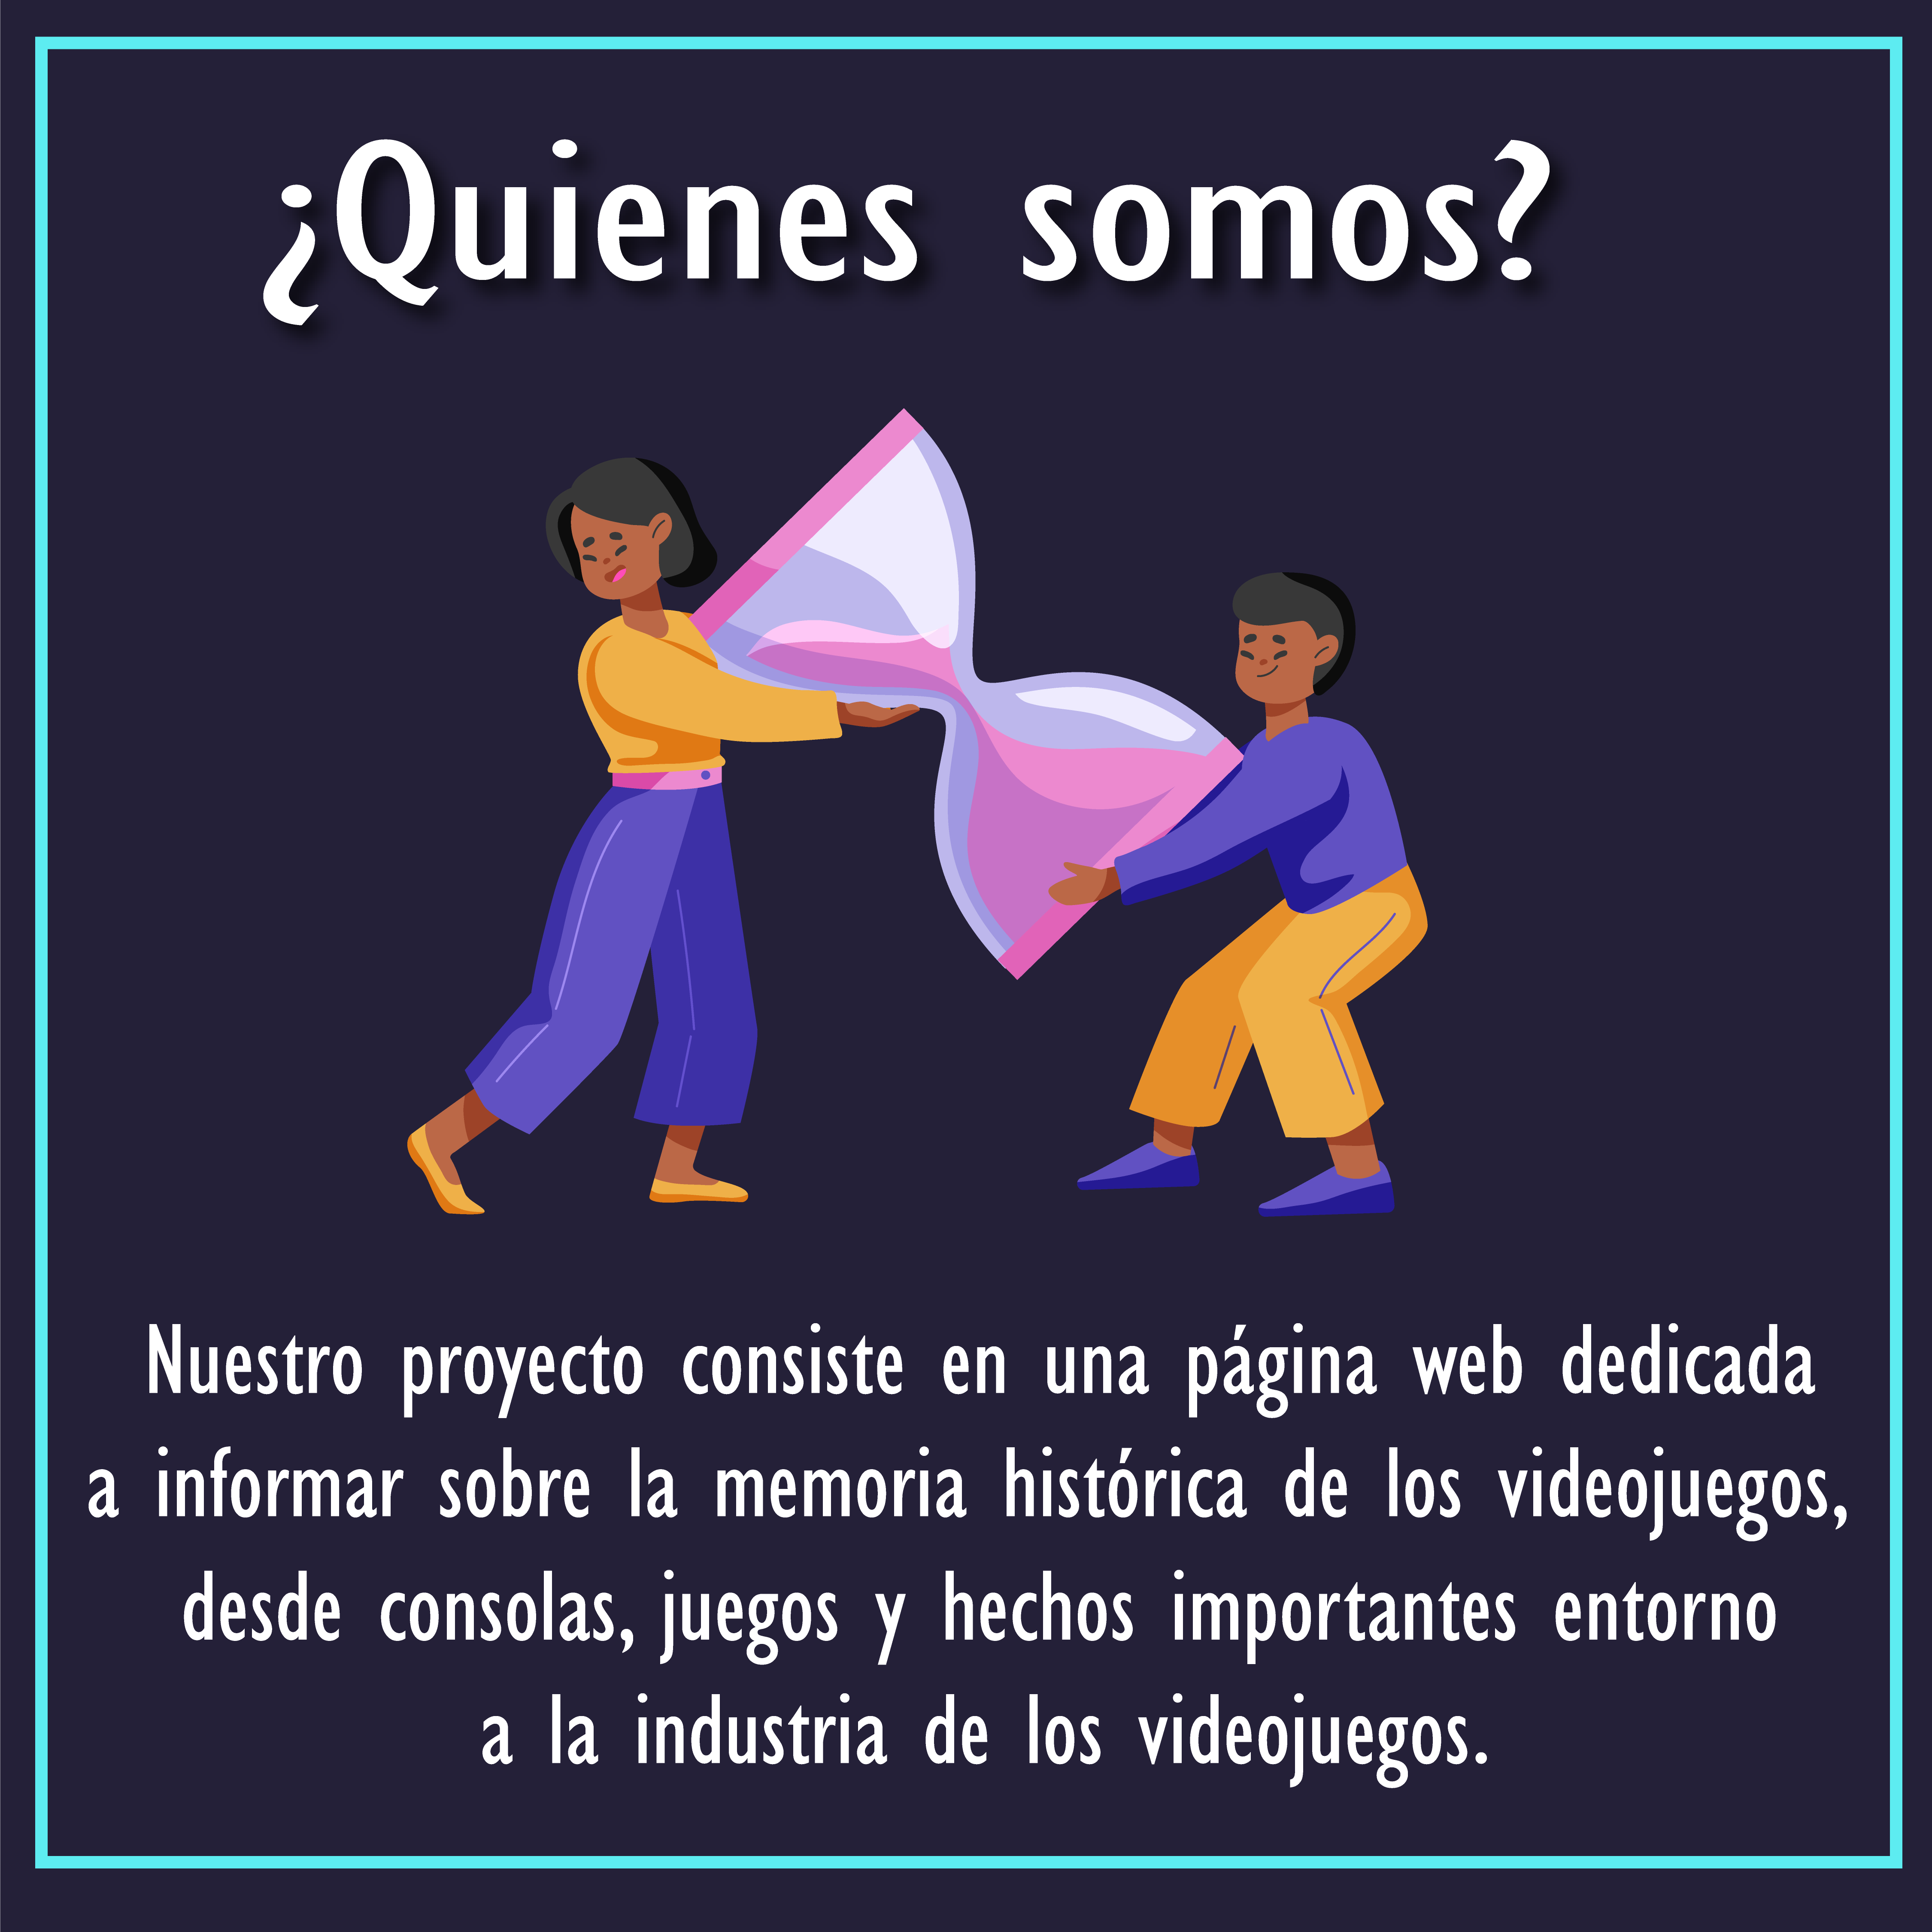 ¿Quienes somos?
Nuestro proyecto consiste en una página web dedicada
a informar sobre la memoria histórica de los videojuegos,
desde consolas, juegos y hechos importantes entorno
a la industria de los videojuegos.